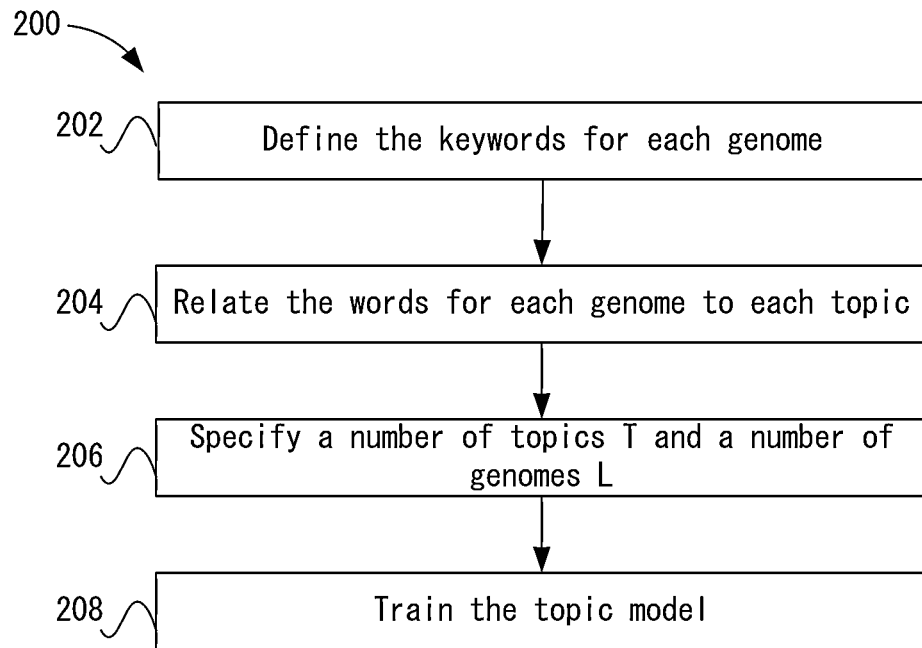 200
202
Define the keywords for each genome
204
Relate the words for each genome to each topic
206
Specify a number of topics T and a number of
genomes L
208
Train the topic model